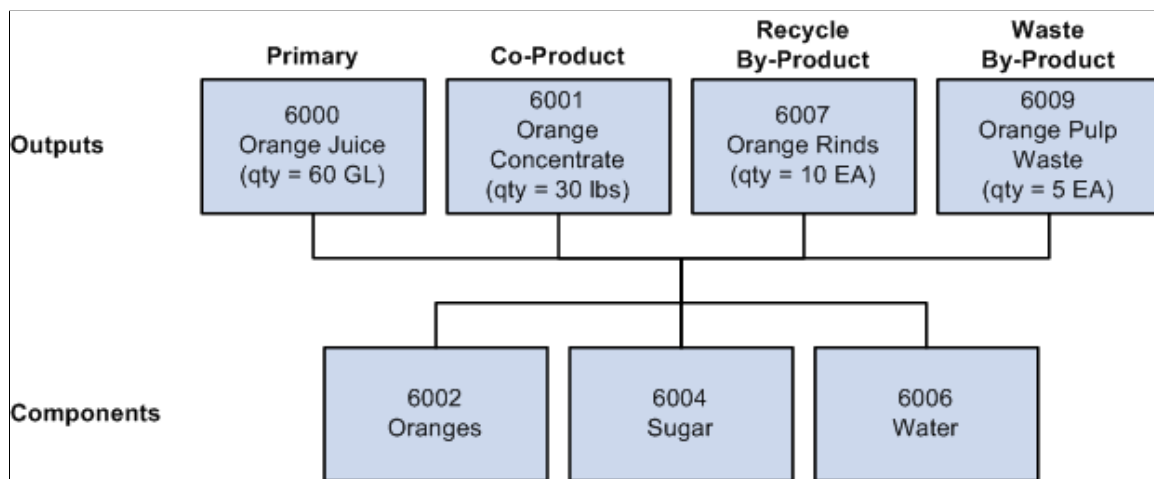 Primary
Co-Product
Recycle
By-Product
Waste
By-Product
Outputs
6000
Orange Juice
(qty = 60 GL)
6001
Orange
Concentrate
(qty = 30 lbs)
6007
Orange Rinds
(qty = 10 EA)
6009
Orange Pulp
Waste
(qty = 5 EA)
Components
6002
Oranges
6004
Sugar
6006
Water